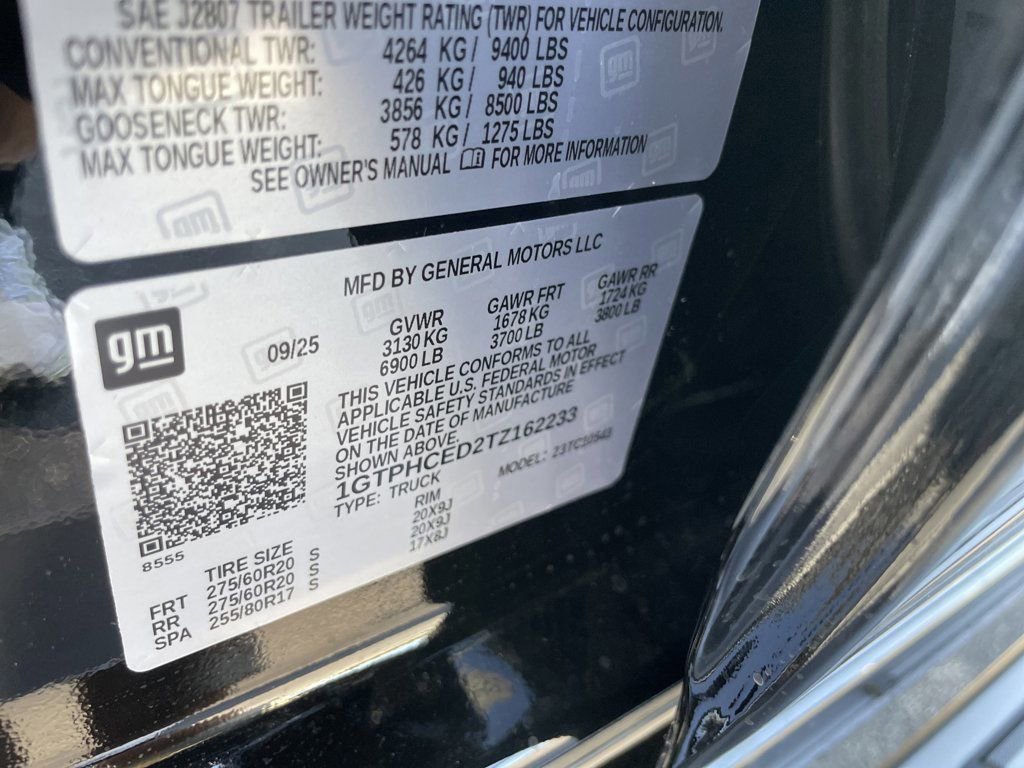 SAE J2807 TRAILER WEIGHT RATING (TWR) FOR VEHICLE CONFIGURATION.
CONVENTIONAL TWR: 4264 KG / 9400 LBS
MAX TONGUE WEIGHT: 426 KG / 940 LBS
GOOSENECK TWR: 3856 KG / 8500 LBS
MAX TONGUE WEIGHT: 578 KG / 1275 LBS
SEE OWNER'S MANUAL FOR MORE INFORMATION
MFD BY GENERAL MOTORS LLC
gm
09/25
GVWR GAWR FRT GAWR RR
3130 KG 1678 KG 1724 KG
6900 LB 3700 LB 3800 LB
THIS VEHICLE CONFORMS TO ALL
APPLICABLE U.S. FEDERAL MOTOR
VEHICLE SAFETY STANDARDS IN EFFECT
ON THE DATE OF MANUFACTURE
SHOWN ABOVE.
1GTPHCED2TZ162233
TYPE: TRUCK MODEL: 23TC10543
8555
TIRE SIZE RIM
FRT 275/60R20 S 20X9J
RR 275/60R20 S 20X9J
SPA 255/80R17 S 17X8J